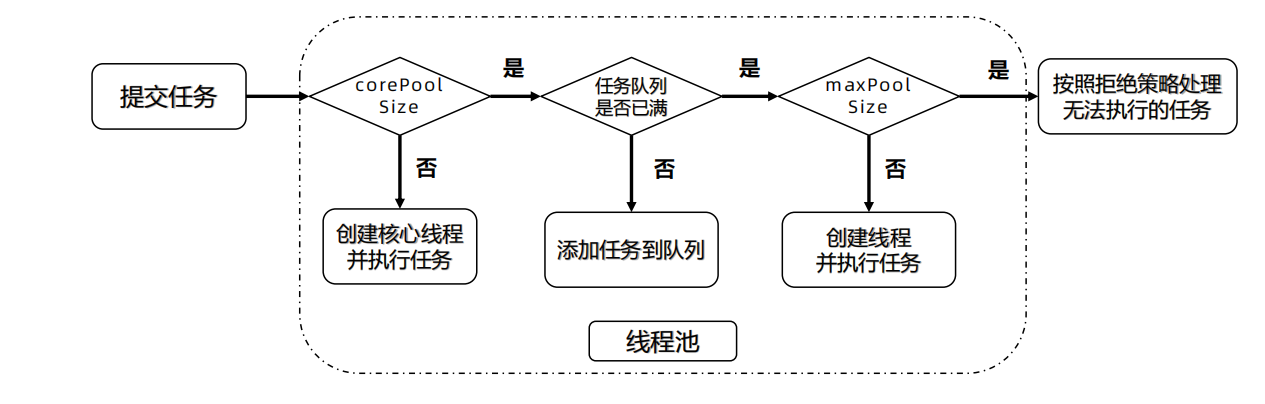 提交任务
corePool
Size
是
任务队列
是否已满
是
maxPool
Size
是
按照拒绝策略处理
无法执行的任务
否
否
否
创建核心线程
并执行任务
添加任务到队列
创建线程
并执行任务
线程池